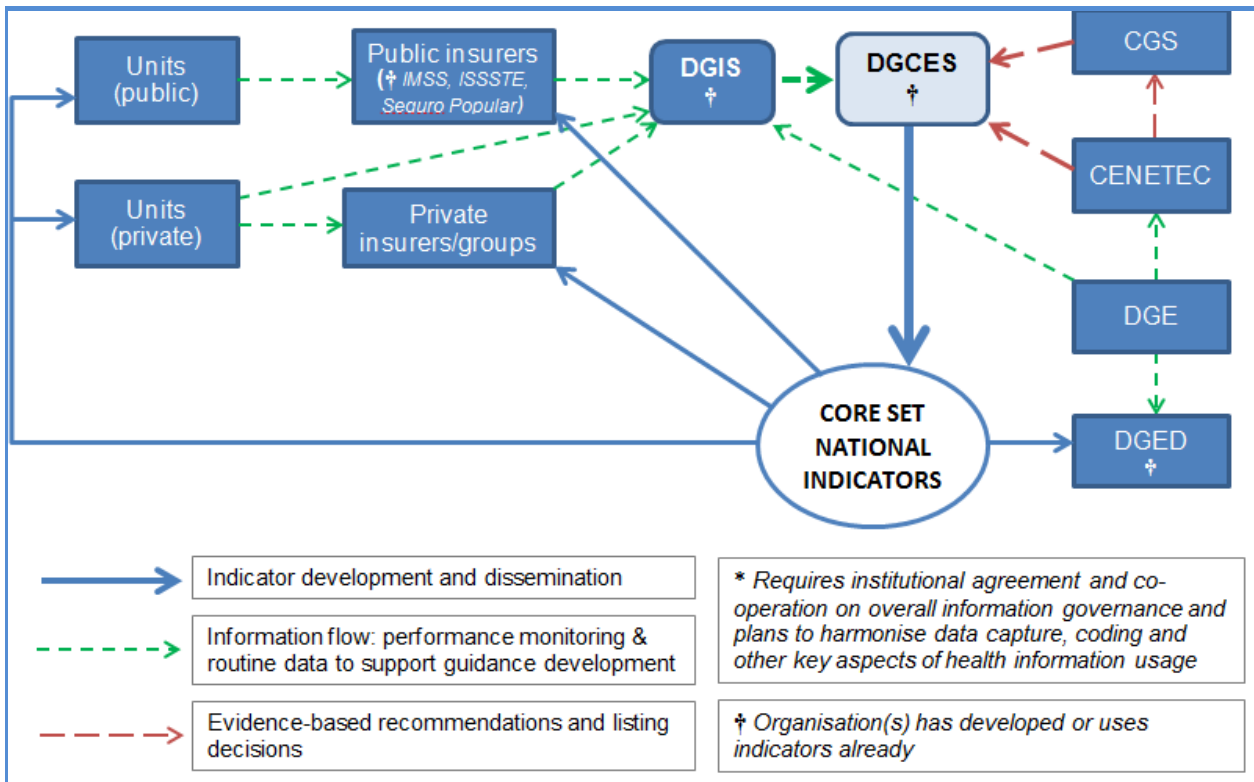 Units
(public)
Public insurers
(† IMSS, ISSSTE,
Seguro Popular)
DGIS
†
DGCES
†
CGS
Units
(private)
Private
insurers/groups
CENETEC
DGE
CORE SET
NATIONAL
INDICATORS
DGED
†
Indicator development and dissemination
Information flow: performance monitoring &
routine data to support guidance development
Evidence-based recommendations and listing
decisions
* Requires institutional agreement and co-
operation on overall information governance and
plans to harmonise data capture, coding and
other key aspects of health information usage
† Organisation(s) has developed or uses
indicators already